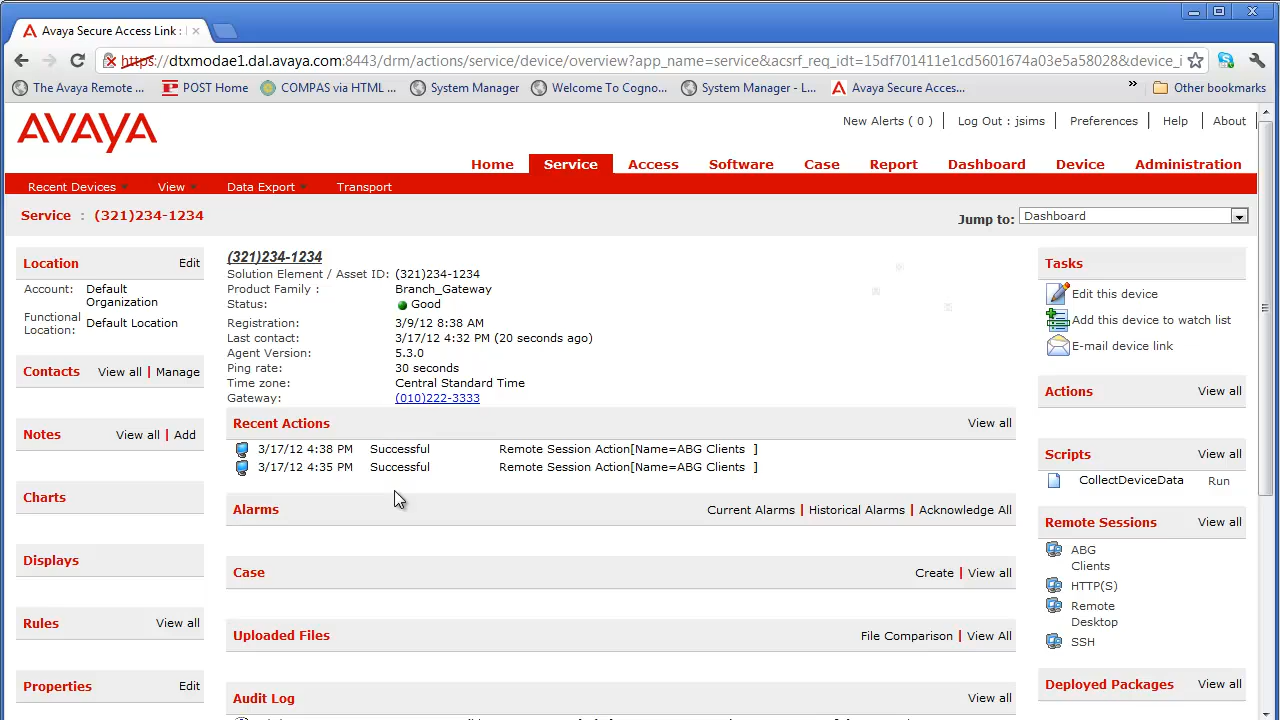 Avaya Secure Access Link :
https://dtxmodae1.dal.avaya.com:8443/drm/actions/service/device/overview?app_name=service&acsrf_req_idt=15df701411e1cd5601674a03e5a58028&device_i
The Avaya Remote ... POST Home COMPAS via HTML ... System Manager Welcome To Cogno... System Manager - L... Avaya Secure Acces... » Other bookmarks
AVAYA
New Alerts ( 0 ) | Log Out : jsims | Preferences | Help | About
Home Service Access Software Case Report Dashboard Device Administration
Recent Devices View Data Export Transport
Service : (321)234-1234
Jump to: Dashboard
Location Edit
Account: Default Organization
Functional Location: Default Location
Contacts View all | Manage
Notes View all | Add
Charts
Displays
Rules View all
Properties Edit
(321)234-1234
Solution Element / Asset ID: (321)234-1234
Product Family : Branch_Gateway
Status: Good
Registration: 3/9/12 8:38 AM
Last contact: 3/17/12 4:32 PM (20 seconds ago)
Agent Version: 5.3.0
Ping rate: 30 seconds
Time zone: Central Standard Time
Gateway: (010)222-3333
Recent Actions View all
3/17/12 4:38 PM Successful Remote Session Action[Name=ABG Clients ]
3/17/12 4:35 PM Successful Remote Session Action[Name=ABG Clients ]
Alarms Current Alarms | Historical Alarms | Acknowledge All
Case Create | View all
Uploaded Files File Comparison | View All
Audit Log View all
Tasks
Edit this device
Add this device to watch list
E-mail device link
Actions View all
Scripts View all
CollectDeviceData Run
Remote Sessions View all
ABG
Clients
HTTP(S)
Remote
Desktop
SSH
Deployed Packages View all